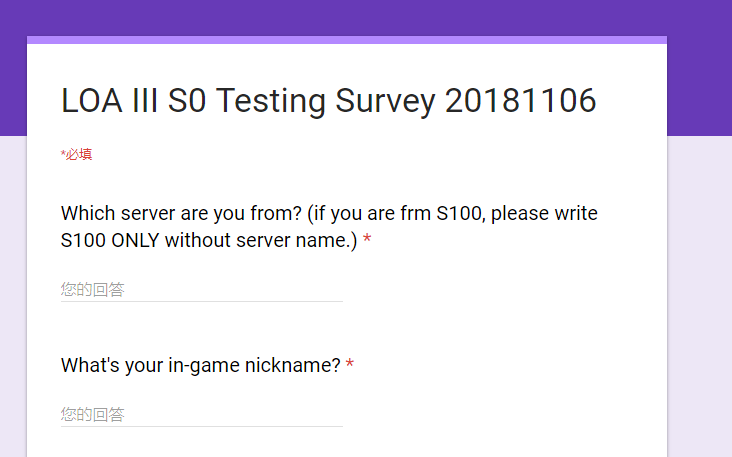 LOA III S0 Testing Survey 20181106
*必填
Which server are you from? (if you are frm S100, please write
S100 ONLY without server name.) *
您的回答
What's your in-game nickname? *
您的回答